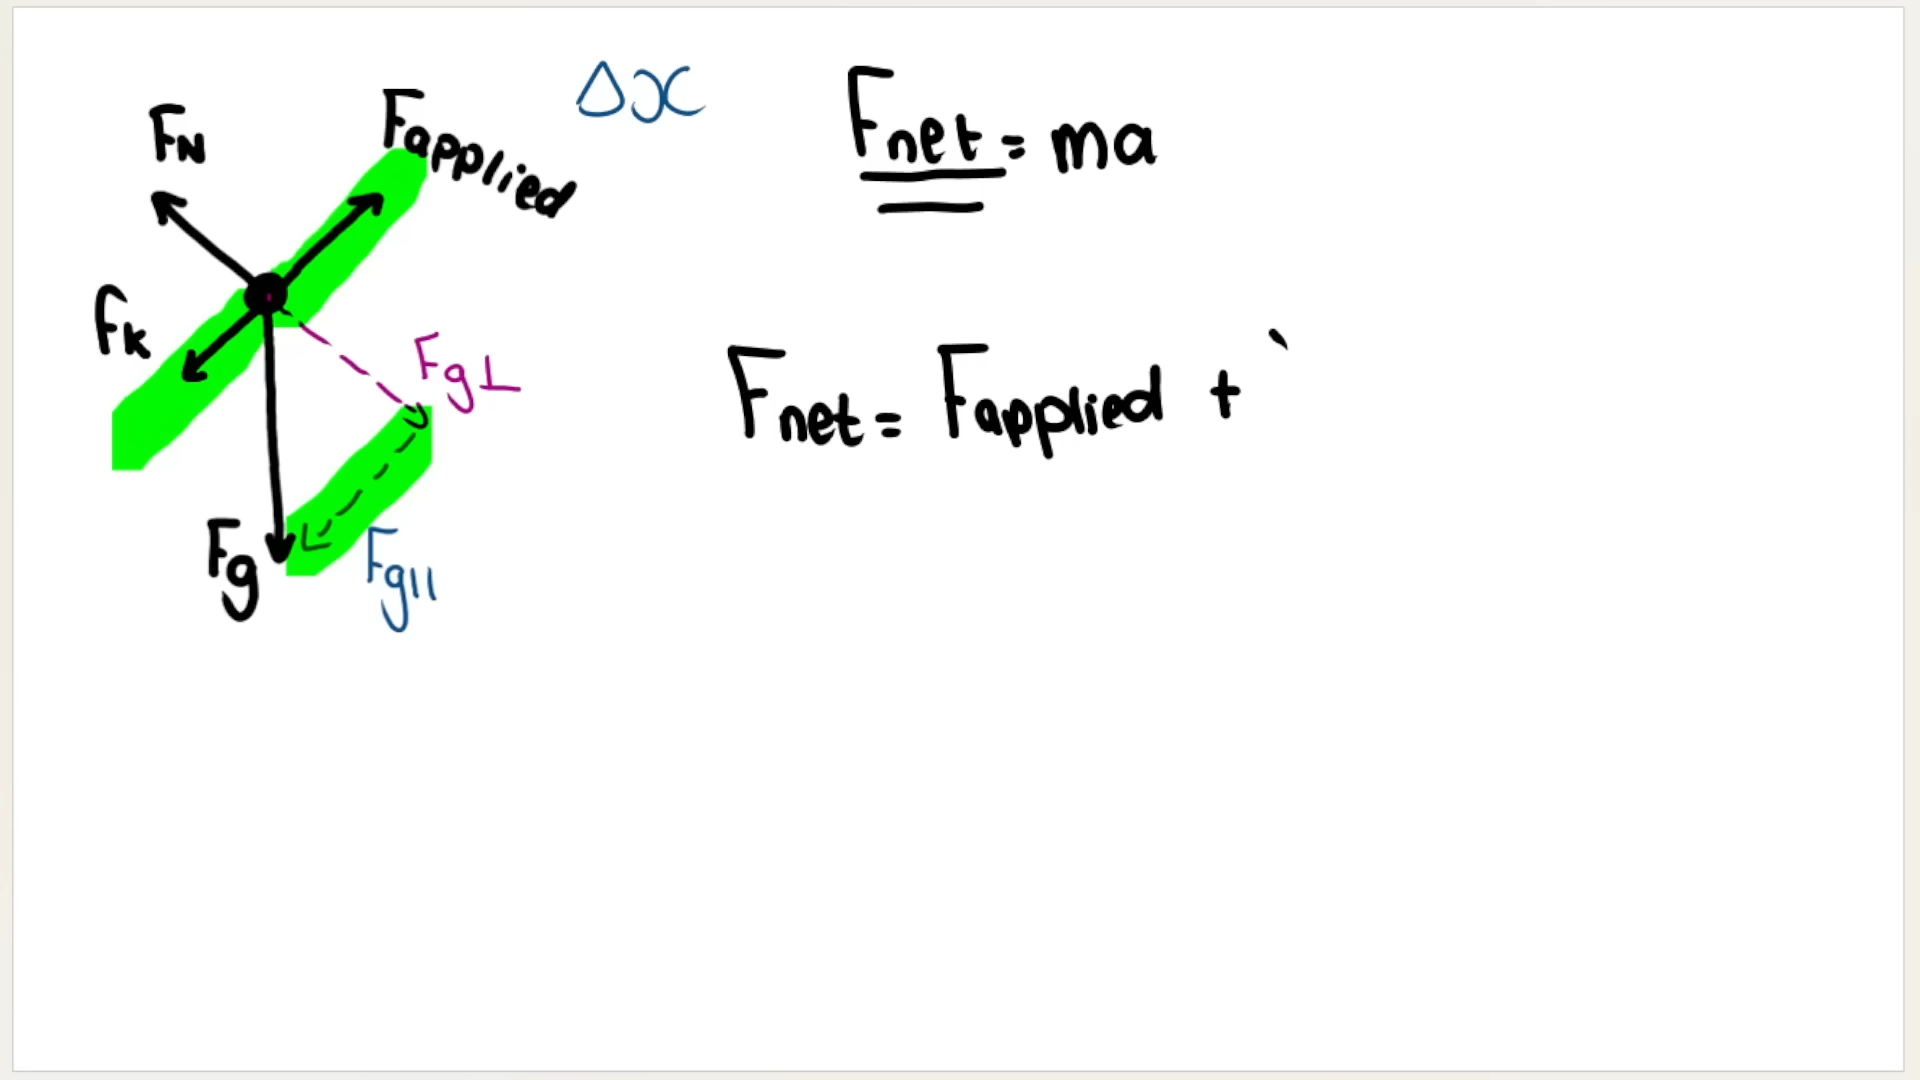 FN
Fapplied
Δx
Fnet = ma
fk
Fg⊥
Fnet = Fapplied +
Fg
Fg||